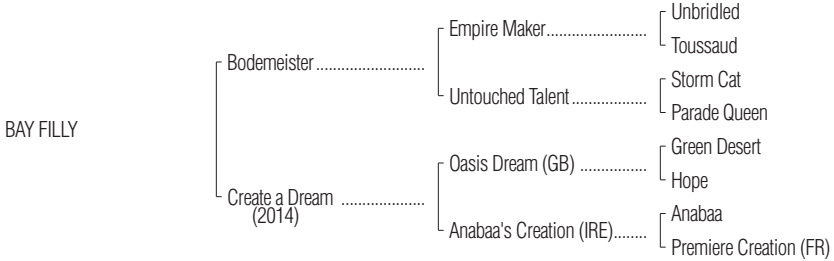 Unbridled
Empire Maker........................
Toussaud
Bodemeister..........................
Storm Cat
Untouched Talent..................
Parade Queen
BAY FILLY
Green Desert
Oasis Dream (GB) ................
Hope
Create a Dream ....................
(2014)
Anabaa
Anabaa's Creation (IRE)........
Premiere Creation (FR)